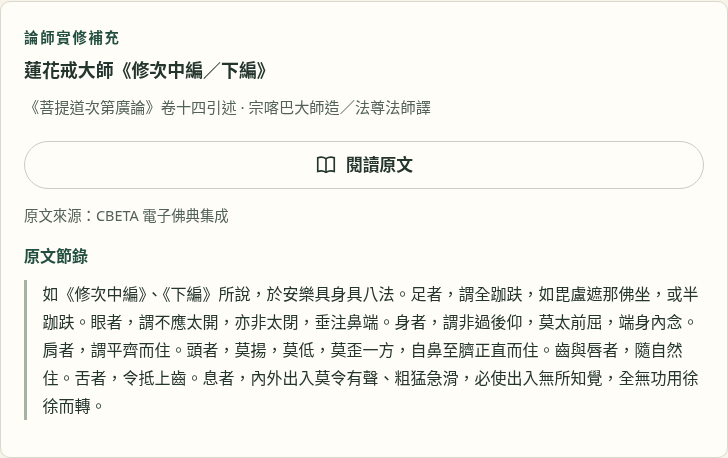 論師實修補充
蓮花戒大師《修次中編／下編》
《菩提道次第廣論》卷十四引述 · 宗喀巴大師造／法尊法師譯
閱讀原文
原文來源：CBETA 電子佛典集成
原文節錄
如《修次中編》、《下編》所說，於安樂具身具八法。足者，謂全跏趺，如毘盧遮那佛坐，或半
跏趺。眼者，謂不應太開，亦非太閉，垂注鼻端。身者，謂非過後仰，莫太前屈，端身內念。
肩者，謂平齊而住。頭者，莫揚，莫低，莫歪一方，自鼻至臍正直而住。齒與唇者，隨自然
住。舌者，令抵上齒。息者，內外出入莫令有聲、粗猛急滑，必使出入無所知覺，全無功用徐
徐而轉。